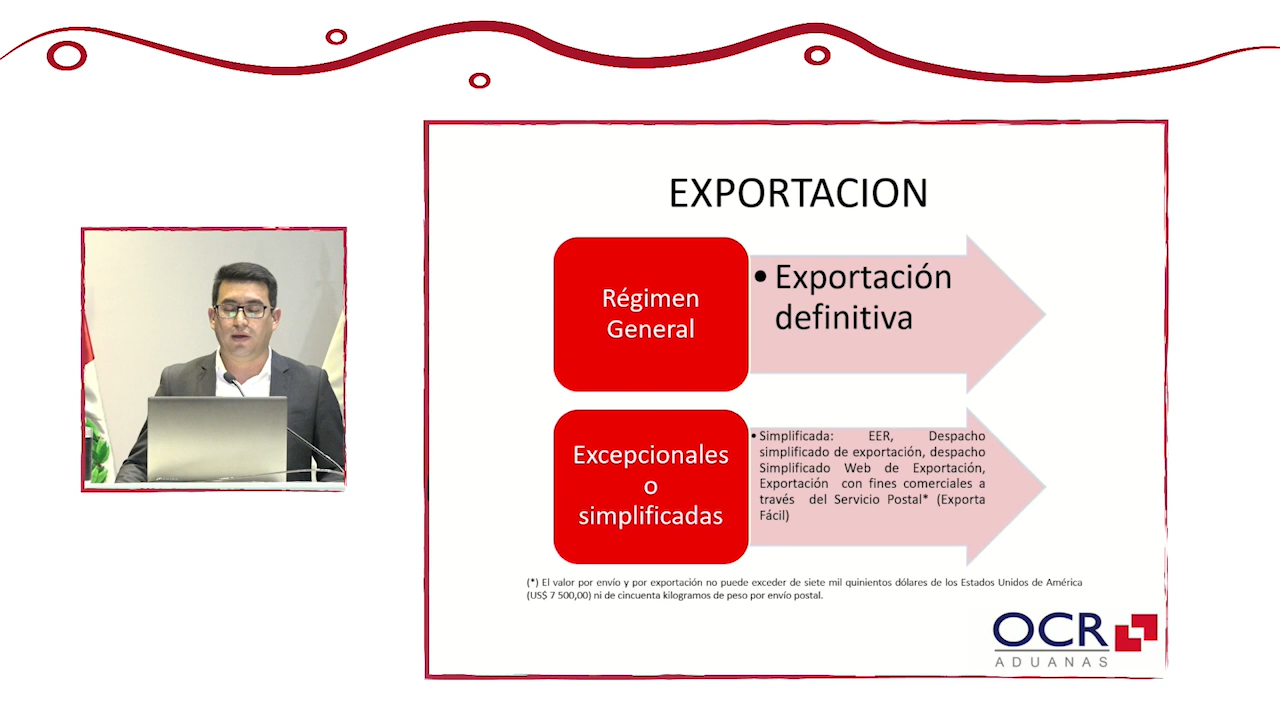 EXPORTACION
Régimen
General
• Exportación
definitiva
Excepcionales
o
simplificadas
• Simplificada: EER, Despacho
simplificado de exportación, despacho
Simplificado Web de Exportación,
Exportación con fines comerciales a
través del Servicio Postal* (Exporta
Fácil)
(*) El valor por envío y por exportación no puede exceder de siete mil quinientos dólares de los Estados Unidos de América
(US$ 7 500,00) ni de cincuenta kilogramos de peso por envío postal.
OCR
ADUANAS